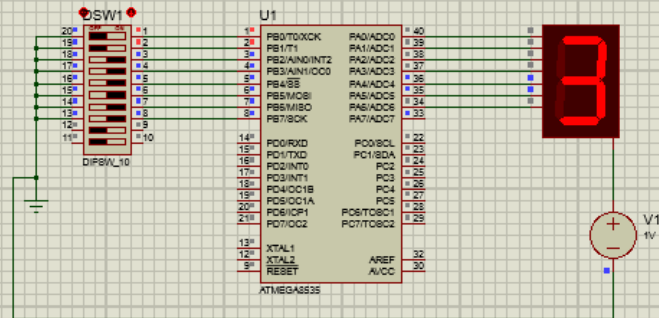 DSW1
OFF ON
20 1
19 2
18 3
17 4
16 5
15 6
14 7
13 8
12 9
11 10
DIPSW_10
U1
1 PB0/T0/XCK PA0/ADC0 40
2 PB1/T1 PA1/ADC1 39
3 PB2/AIN0/INT2 PA2/ADC2 38
4 PB3/AIN1/OC0 PA3/ADC3 37
5 PB4/SS PA4/ADC4 36
6 PB5/MOSI PA5/ADC5 35
7 PB6/MISO PA6/ADC6 34
8 PB7/SCK PA7/ADC7 33
14 PD0/RXD PC0/SCL 22
15 PD1/TXD PC1/SDA 23
16 PD2/INT0 PC2 24
17 PD3/INT1 PC3 25
18 PD4/OC1B PC4 26
19 PD5/OC1A PC5 27
20 PD6/ICP1 PC6/TOSC1 28
21 PD7/OC2 PC7/TOSC2 29
13 XTAL1
12 XTAL2 AREF 32
9 RESET AVCC 30
ATMEGA8535
3
V1
1V